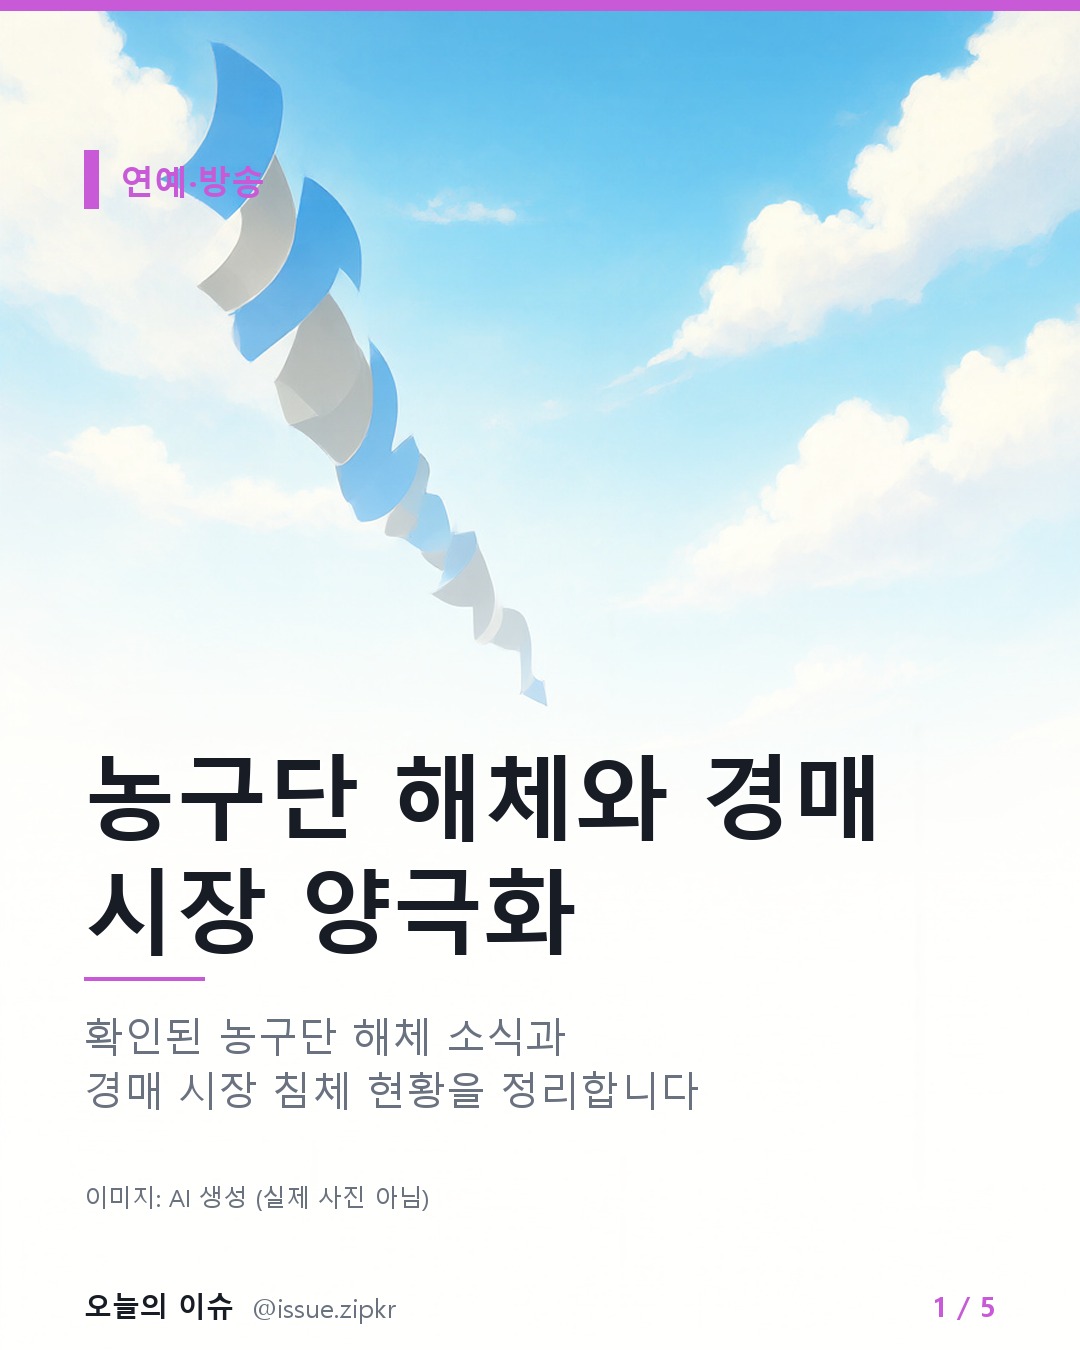 연예·방송
농구단 해체와 경매
시장 양극화
확인된 농구단 해체 소식과
경매 시장 침체 현황을 정리합니다
이미지: AI 생성 (실제 사진 아님)
오늘의 이슈 @issue.zipkr
1 / 5